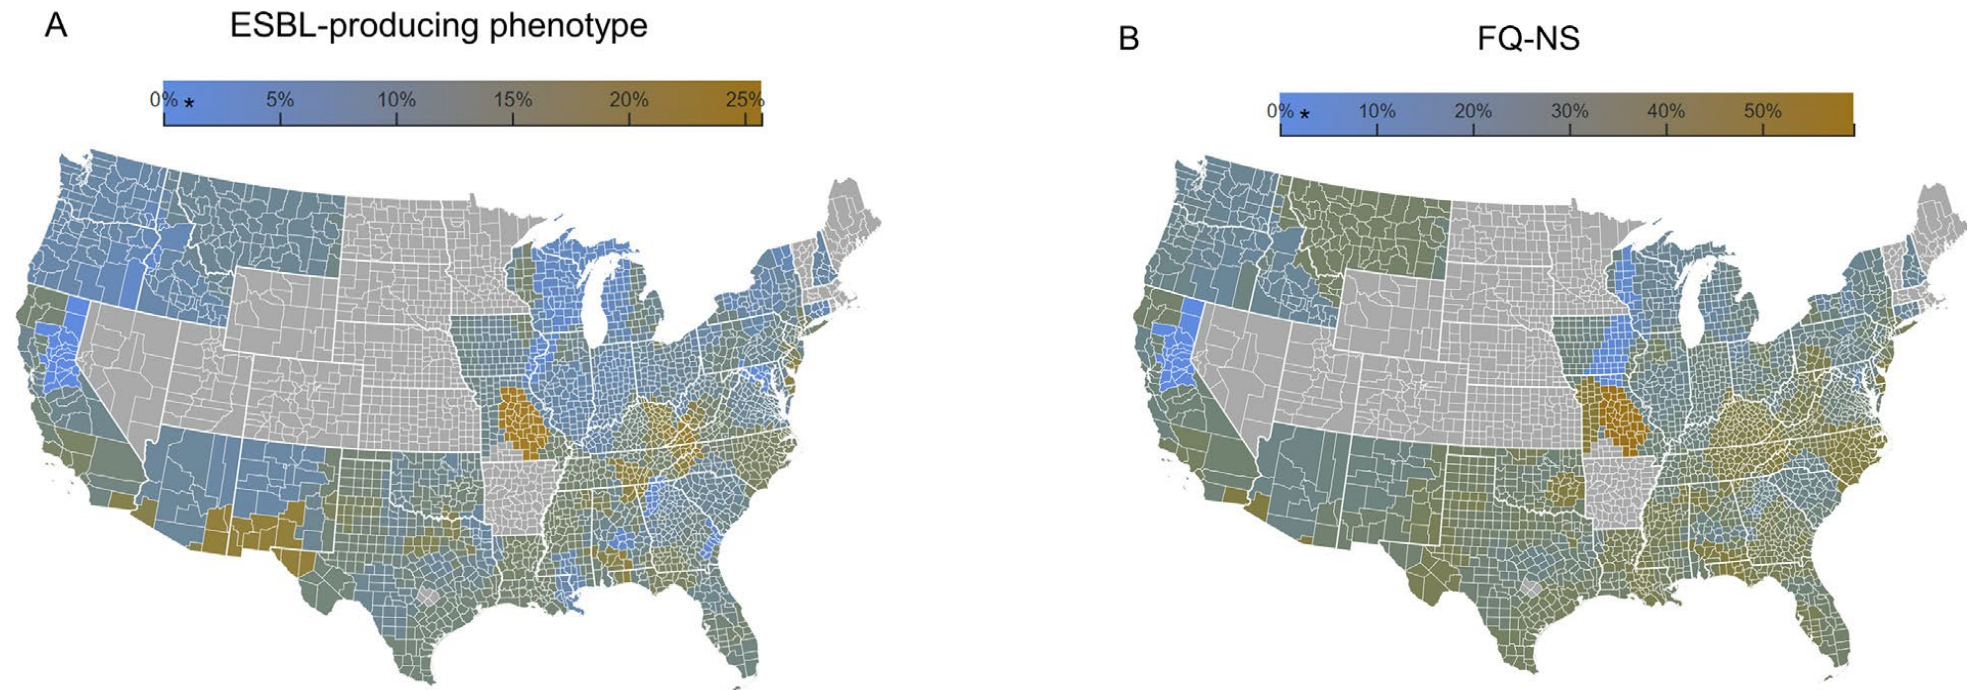 A ESBL-producing phenotype
0% * 5% 10% 15% 20% 25%
B FQ-NS
0% * 10% 20% 30% 40% 50%